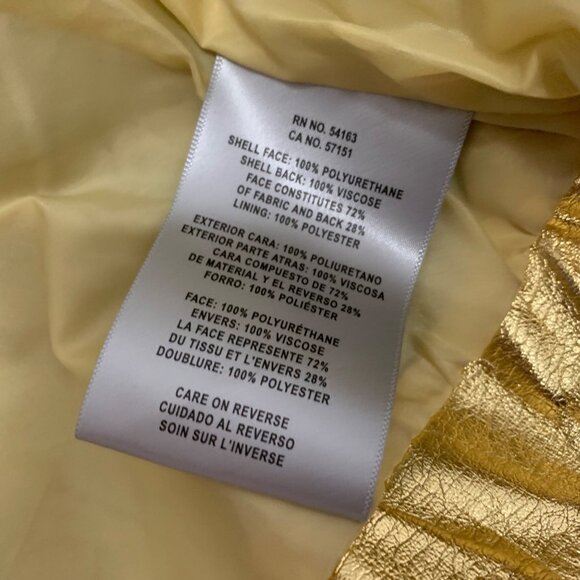 RN NO. 54163
CA NO. 57151
SHELL FACE: 100% POLYURETHANE
SHELL BACK: 100% VISCOSE
FACE CONSTITUTES 72%
OF FABRIC AND BACK 28%
LINING: 100% POLYESTER
EXTERIOR CARA: 100% POLIURETANO
EXTERIOR PARTE ATRAS: 100% VISCOSA
CARA COMPUESTO DE 72%
DE MATERIAL Y EL REVERSO 28%
FORRO: 100% POLIÉSTER
FACE: 100% POLYURÉTHANE
ENVERS: 100% VISCOSE
LA FACE REPRESENTE 72%
DU TISSU ET L'ENVERS 28%
DOUBLURE: 100% POLYESTER
CARE ON REVERSE
CUIDADO AL REVERSO
SOIN SUR L'INVERSE